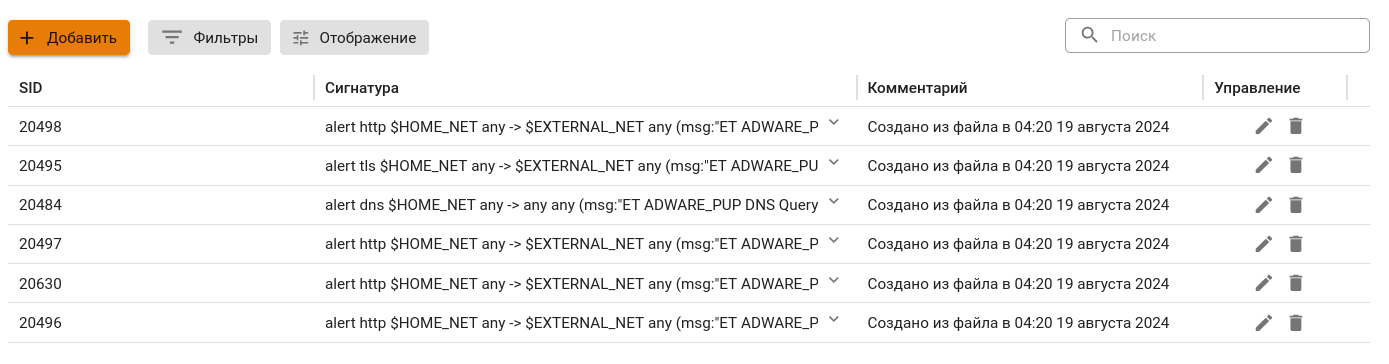 Добавить Фильтры Отображение Поиск
SID Сигнатура Комментарий Управление
20498 alert http $HOME_NET any -> $EXTERNAL_NET any (msg:"ET ADWARE_P Создано из файла в 04:20 19 августа 2024
20495 alert tls $HOME_NET any -> $EXTERNAL_NET any (msg:"ET ADWARE_PU Создано из файла в 04:20 19 августа 2024
20484 alert dns $HOME_NET any -> any any (msg:"ET ADWARE_PUP DNS Query Создано из файла в 04:20 19 августа 2024
20497 alert http $HOME_NET any -> $EXTERNAL_NET any (msg:"ET ADWARE_P Создано из файла в 04:20 19 августа 2024
20630 alert http $HOME_NET any -> $EXTERNAL_NET any (msg:"ET ADWARE_P Создано из файла в 04:20 19 августа 2024
20496 alert http $HOME_NET any -> $EXTERNAL_NET any (msg:"ET ADWARE_P Создано из файла в 04:20 19 августа 2024